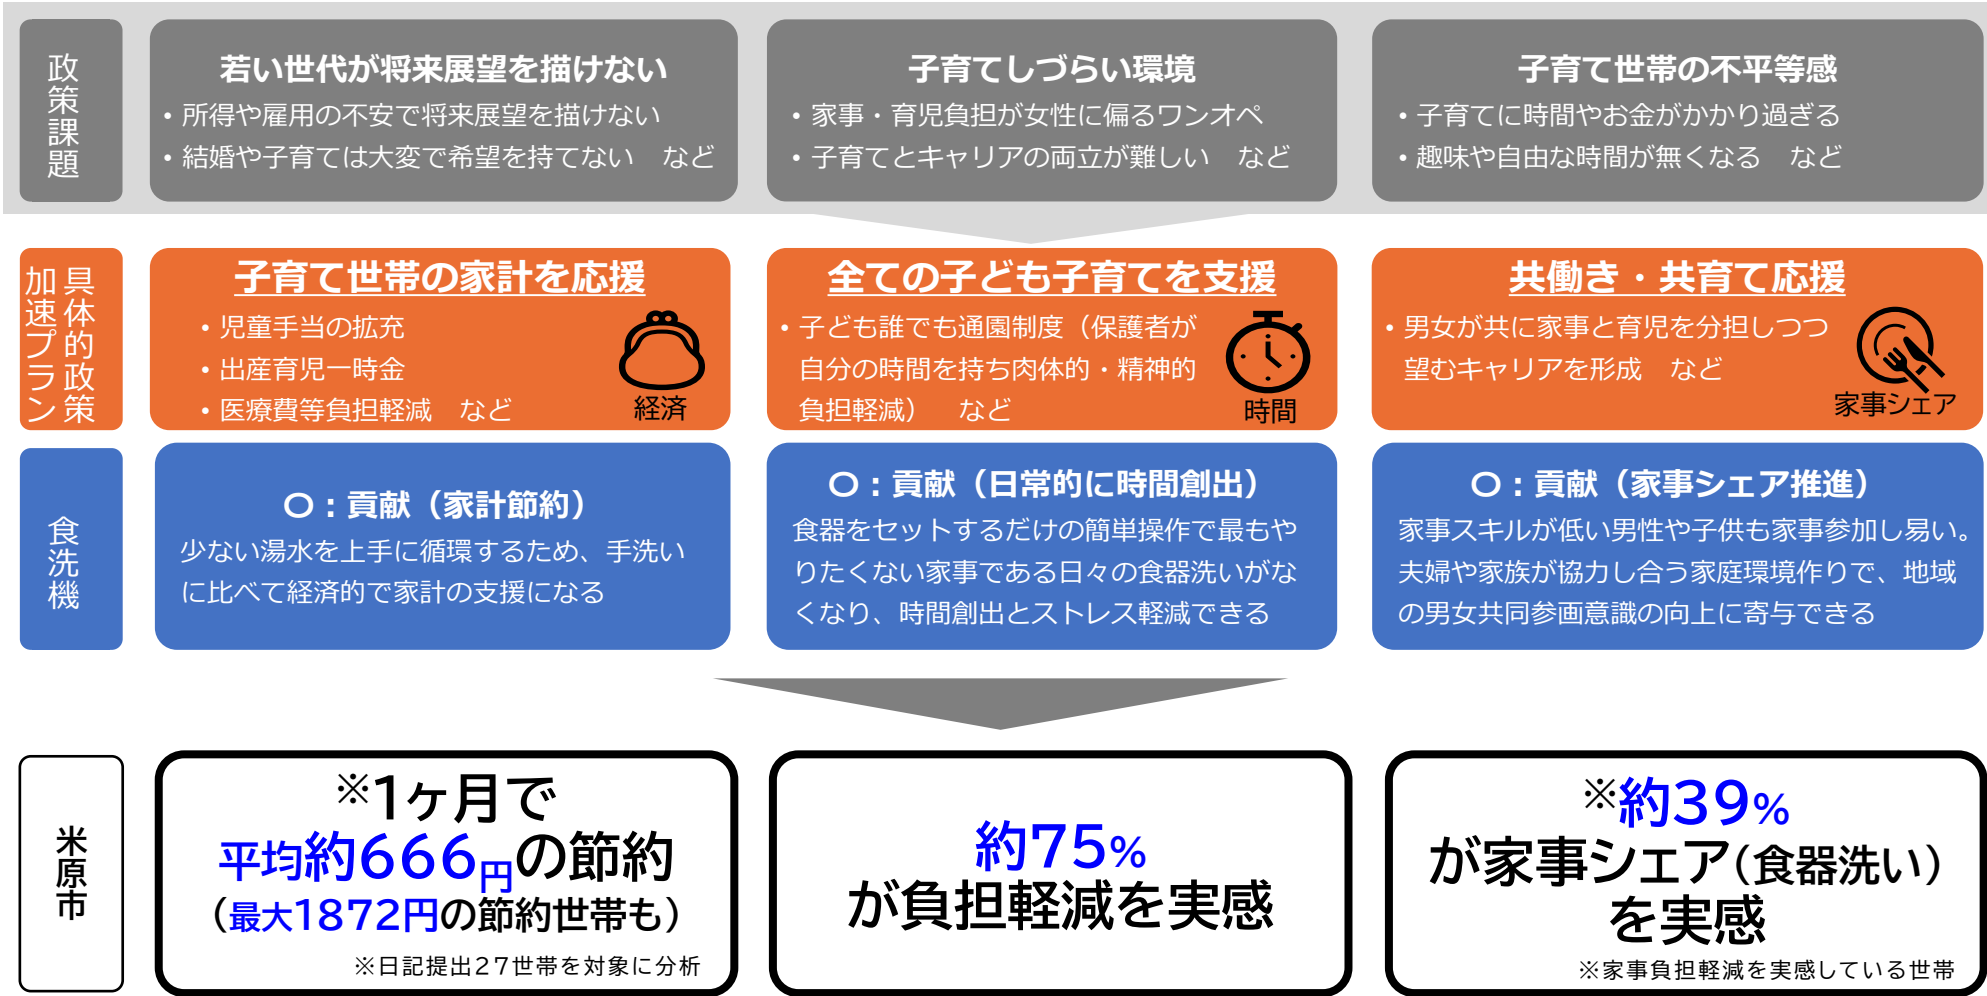 政策課題
若い世代が将来展望を描けない
・所得や雇用の不安で将来展望を描けない
・結婚や子育ては大変で希望を持てない　など
子育てしづらい環境
・家事・育児負担が女性に偏るワンオペ
・子育てとキャリアの両立が難しい　など
子育て世帯の不平等感
・子育てに時間やお金がかかり過ぎる
・趣味や自由な時間が無くなる　など
具体的政策
加速プラン
子育て世帯の家計を応援
・児童手当の拡充
・出産育児一時金
・医療費等負担軽減　など
経済
全ての子ども子育てを支援
・子ども誰でも通園制度（保護者が
自分の時間を持ち肉体的・精神的
負担軽減）　など
時間
共働き・共育て応援
・男女が共に家事と育児を分担しつつ
望むキャリアを形成　など
家事シェア
食洗機
〇：貢献（家計節約）
少ない湯水を上手に循環するため、手洗い
に比べて経済的で家計の支援になる
〇：貢献（日常的に時間創出）
食器をセットするだけの簡単操作で最もや
りたくない家事である日々の食器洗いがな
くなり、時間創出とストレス軽減できる
〇：貢献（家事シェア推進）
家事スキルが低い男性や子供も家事参加し易い。
夫婦や家族が協力し合う家庭環境作りで、地域
の男女共同参画意識の向上に寄与できる
米原市
※1ヶ月で
平均約666円の節約
（最大1872円の節約世帯も）
※日記提出27世帯を対象に分析
約75%
が負担軽減を実感
※約39%
が家事シェア（食器洗い）
を実感
※家事負担軽減を実感している世帯